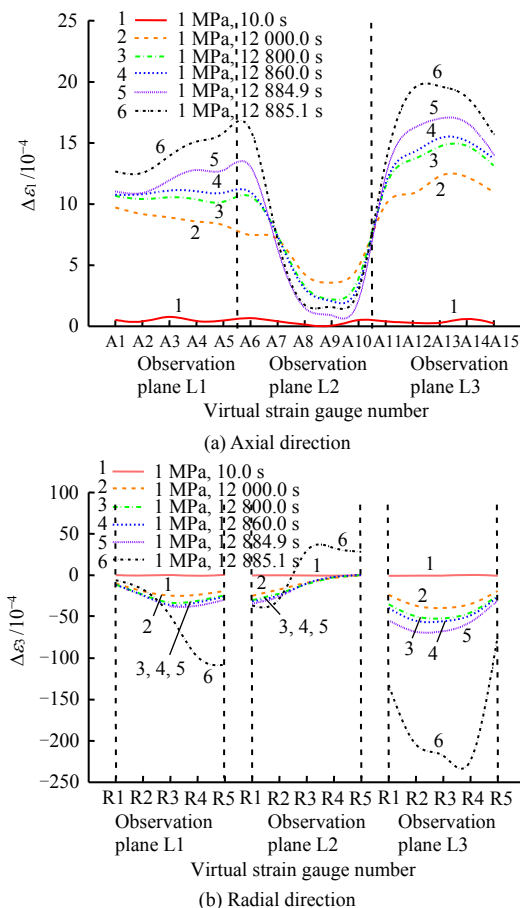 1 1 MPa, 10.0 s
2 1 MPa, 12 000.0 s
3 1 MPa, 12 800.0 s
4 1 MPa, 12 860.0 s
5 1 MPa, 12 884.9 s
6 1 MPa, 12 885.1 s
25
20
15
10
5
0
Δε1/10⁻⁴
6
5
4
3
2
1
6
5
4
3
2
1
A1 A2 A3 A4 A5 A6 A7 A8 A9 A10 A11 A12 A13 A14 A15
Observation plane L1
Observation plane L2
Observation plane L3
Virtual strain gauge number
(a) Axial direction
1 1 MPa, 10.0 s
2 1 MPa, 12 000.0 s
3 1 MPa, 12 800.0 s
4 1 MPa, 12 860.0 s
5 1 MPa, 12 884.9 s
6 1 MPa, 12 885.1 s
100
50
0
−50
−100
−150
−200
−250
Δε3/10⁻⁴
1
2
3, 4, 5
6
2
1
6
3, 4, 5
1
2
3
4
5
6
R1 R2 R3 R4 R5 R1 R2 R3 R4 R5 R1 R2 R3 R4 R5
Observation plane L1
Observation plane L2
Observation plane L3
Virtual strain gauge number
(b) Radial direction